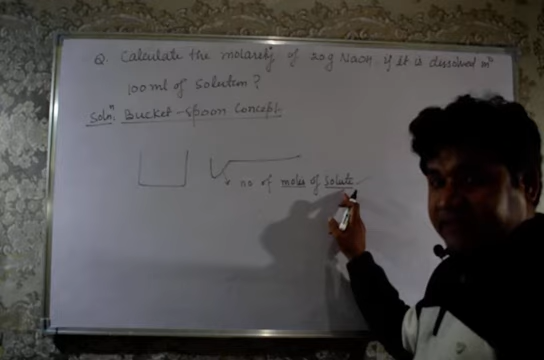 Q. Calculate the molarity of 20g NaOH if it is dissolved in
100 ml of solution?
Soln. Bucket-spoon Concept
no of moles of solute